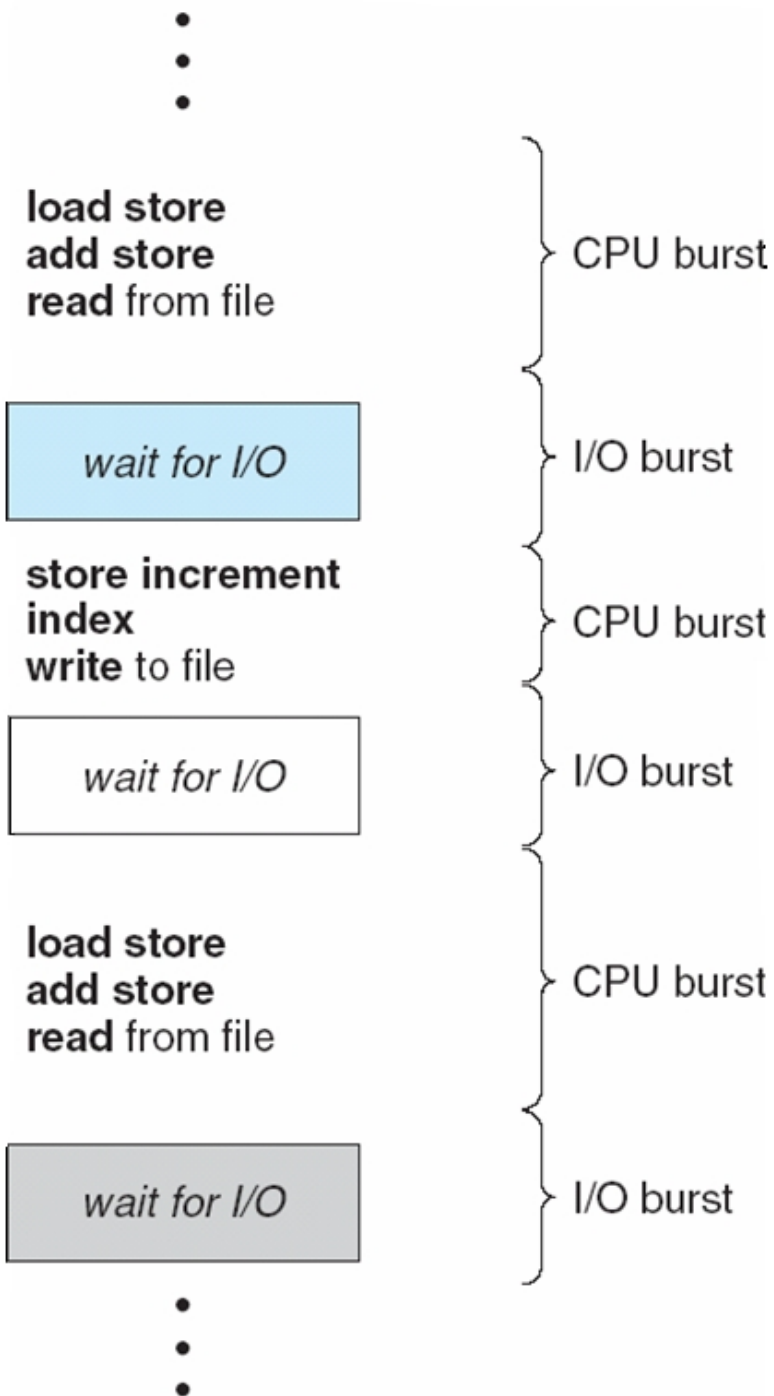 load store
add store
read from file
CPU burst
wait for I/O
I/O burst
store increment
index
write to file
CPU burst
wait for I/O
I/O burst
load store
add store
read from file
CPU burst
wait for I/O
I/O burst